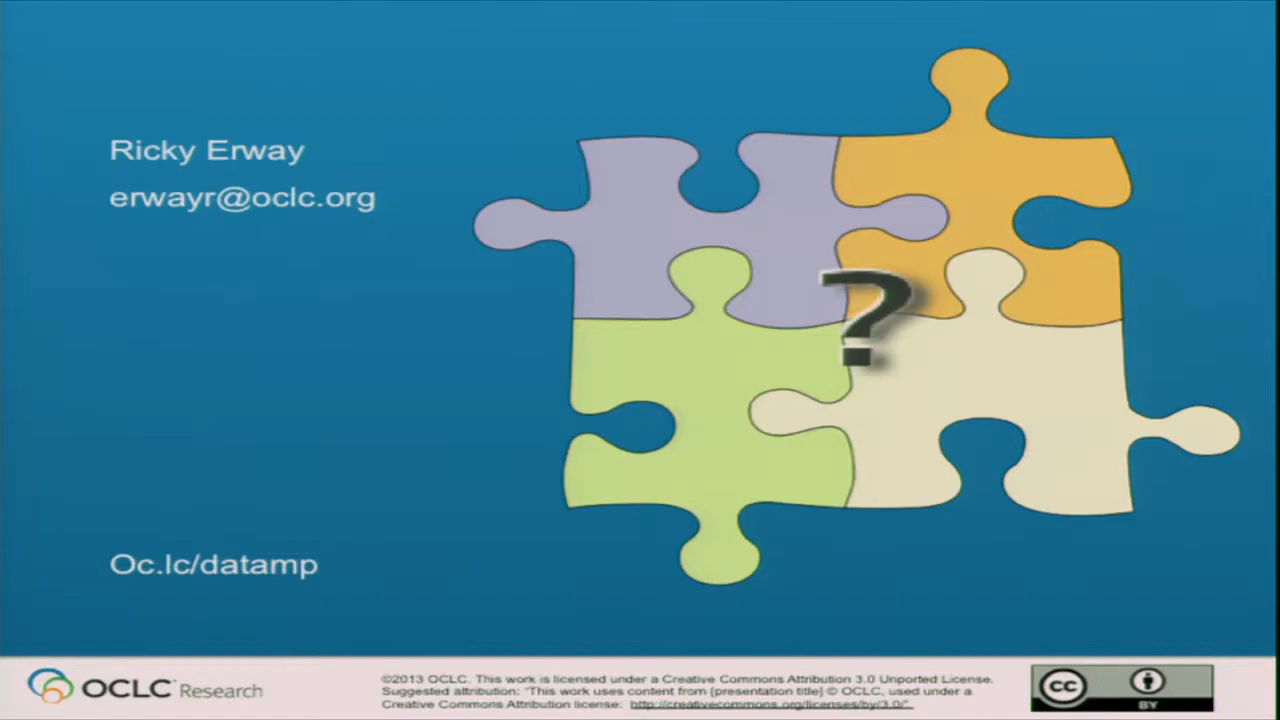 Ricky Erway
erwayr@oclc.org
?
Oc.lc/datamp
OCLC Research
©2013 OCLC. This work is licensed under a Creative Commons Attribution 3.0 Unported License.
Suggested attribution: "This work uses content from [presentation title] © OCLC, used under a
Creative Commons Attribution license: http://creativecommons.org/licenses/by/3.0/"
cc
BY